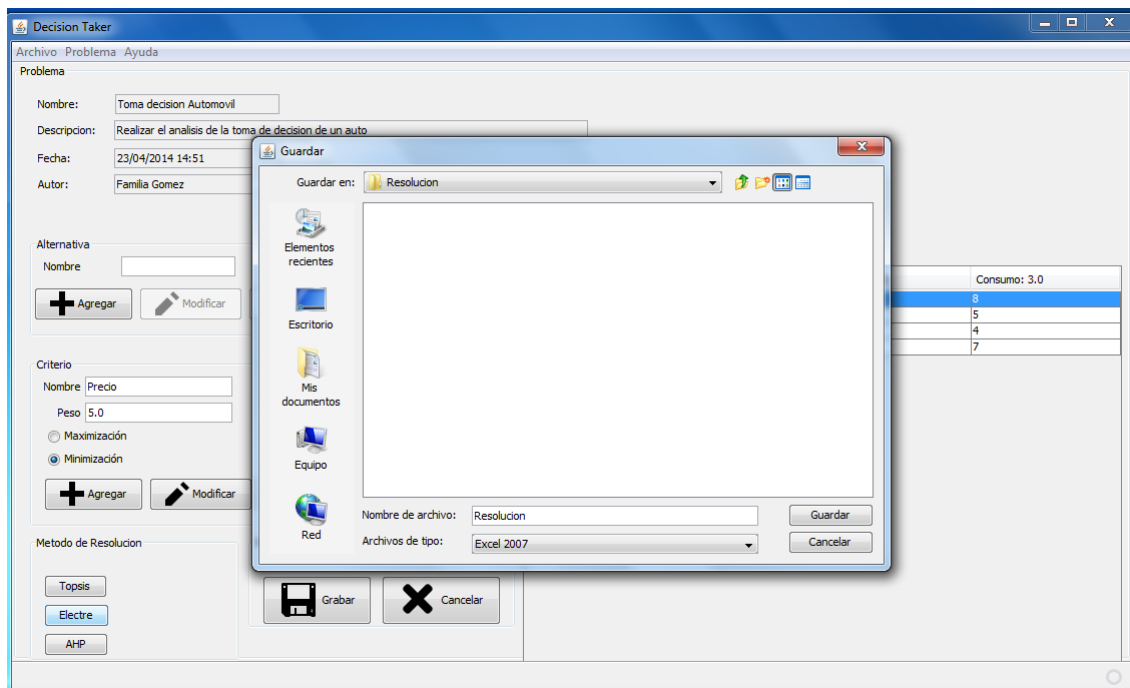 Decision Taker
Archivo Problema Ayuda
Problema
Nombre: Toma decision Automovil
Descripcion: Realizar el analisis de la toma de decision de un auto
Fecha: 23/04/2014 14:51
Autor: Familia Gomez
Alternativa
Nombre
Agregar Modificar
Criterio
Nombre Precio
Peso 5.0
Maximización
Minimización
Agregar Modificar
Metodo de Resolucion
Topsis
Electre
AHP
Grabar Cancelar
Guardar
Guardar en: Resolucion
Elementos
recientes
Escritorio
Mis
documentos
Equipo
Red
Nombre de archivo: Resolucion Guardar
Archivos de tipo: Excel 2007 Cancelar
Consumo: 3.0
8
5
4
7